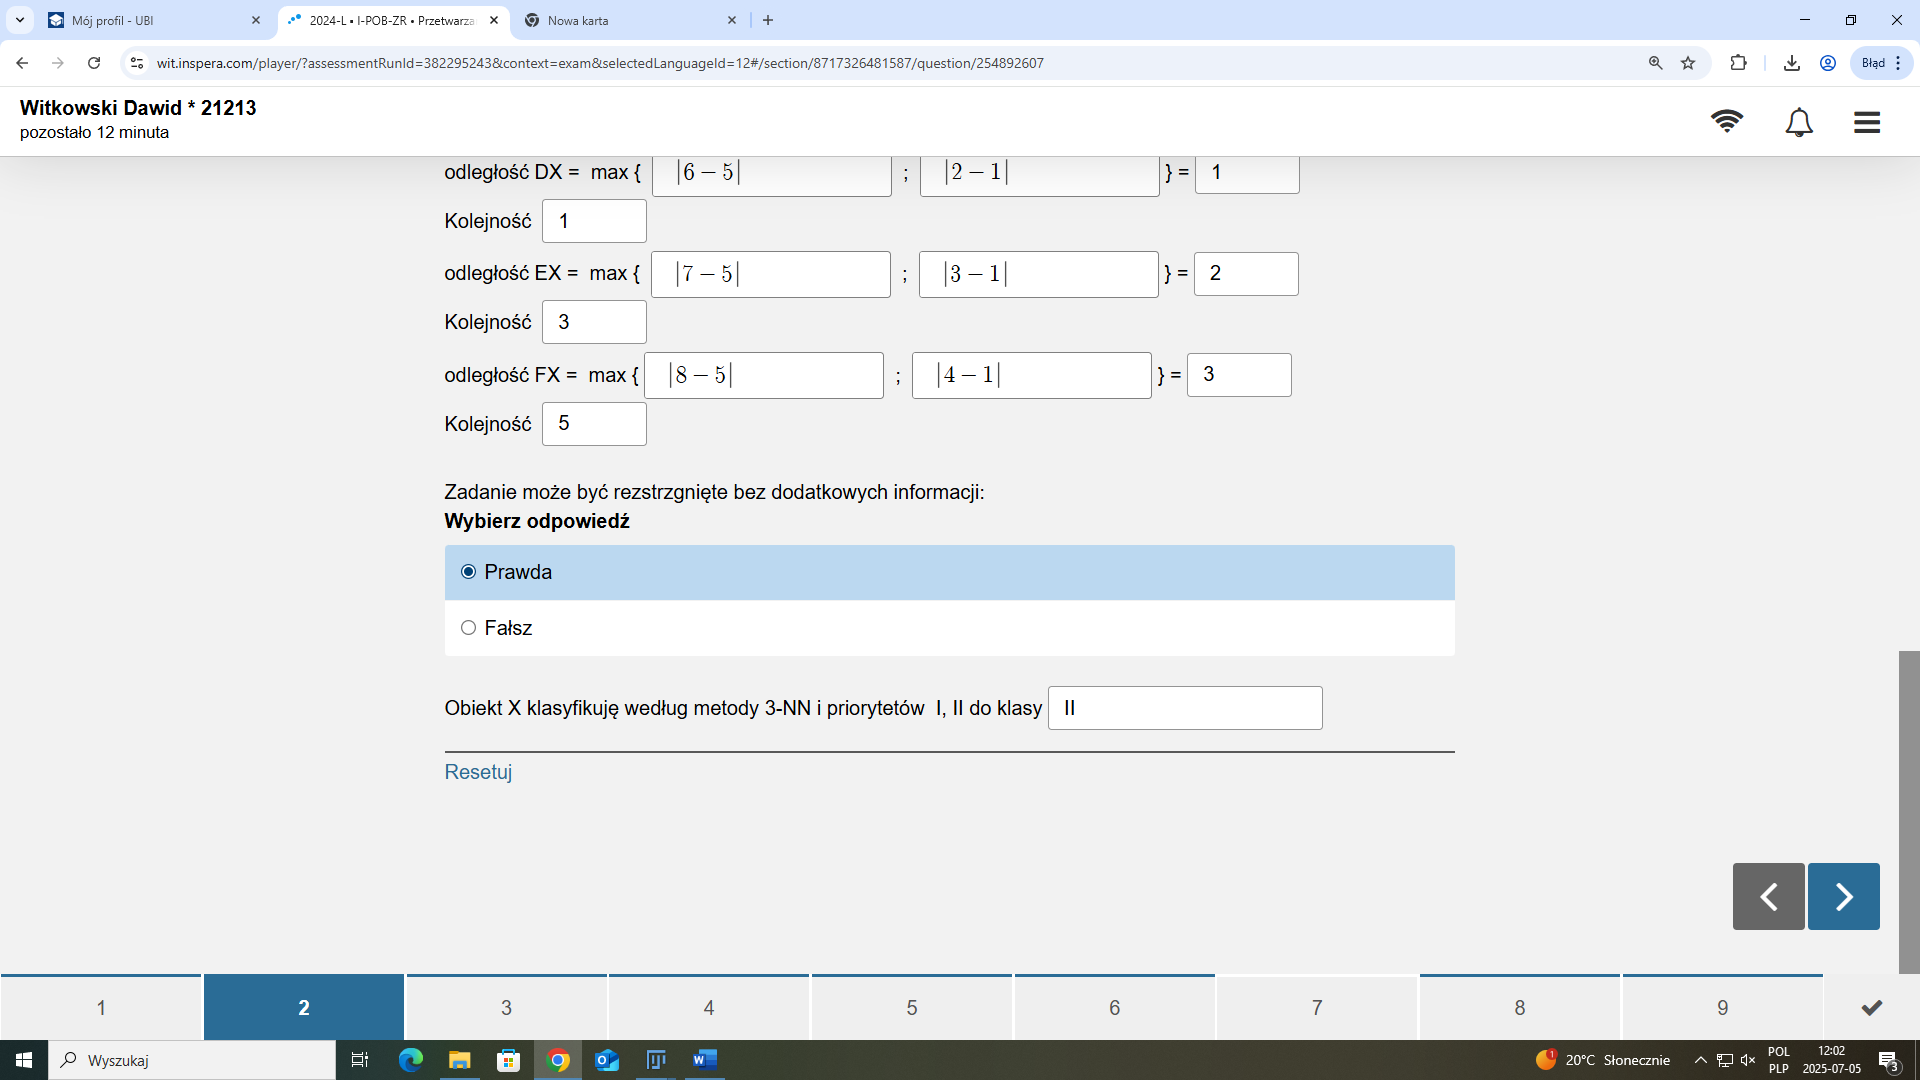 Mój profil - UBI
2024-L • I-POB-ZR • Przetwarza
Nowa karta
wit.inspera.com/player/?assessmentRunId=382295243&context=exam&selectedLanguageId=12#/section/8717326481587/question/254892607
Błąd
Witkowski Dawid * 21213
pozostało 12 minuta
odległość DX = max { |6 − 5| ; |2 − 1| } = 1
Kolejność 1
odległość EX = max { |7 − 5| ; |3 − 1| } = 2
Kolejność 3
odległość FX = max { |8 − 5| ; |4 − 1| } = 3
Kolejność 5
Zadanie może być rezstrzgnięte bez dodatkowych informacji:
Wybierz odpowiedź
Prawda
Fałsz
Obiekt X klasyfikuję według metody 3-NN i priorytetów I, II do klasy II
Resetuj
1 2 3 4 5 6 7 8 9
Wyszukaj
1 20°C Słonecznie
POL
PLP
12:02
2025-07-05
3